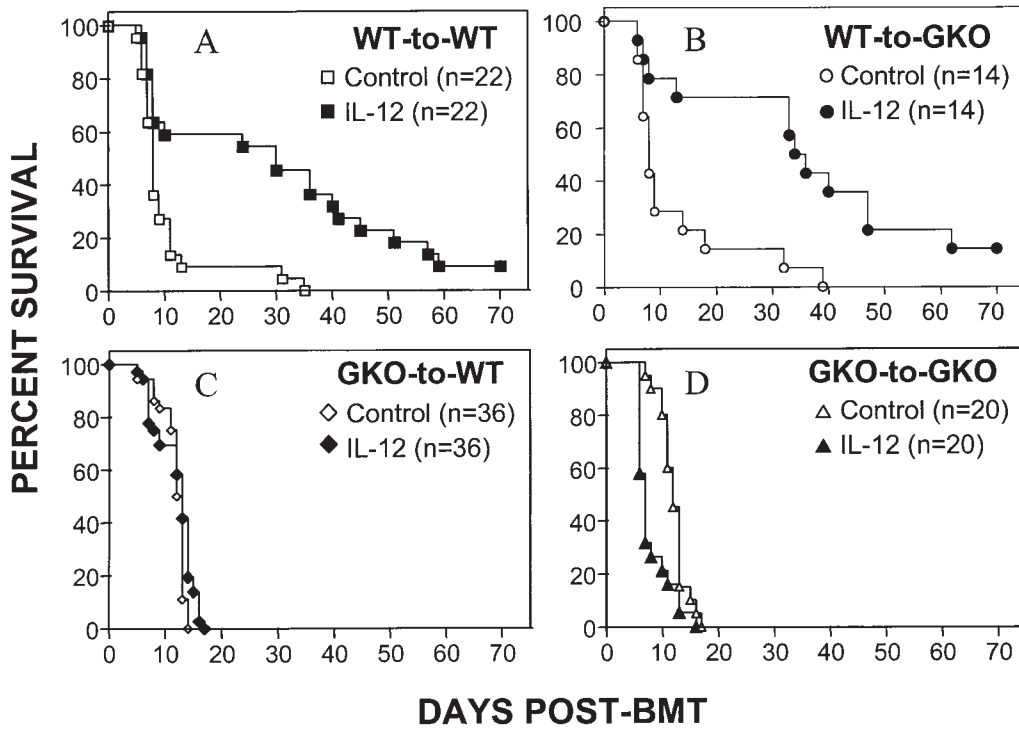 PERCENT SURVIVAL
A
WT-to-WT
Control (n=22)
IL-12 (n=22)
100
80
60
40
20
0
0 10 20 30 40 50 60 70
B
WT-to-GKO
Control (n=14)
IL-12 (n=14)
100
80
60
40
20
0
0 10 20 30 40 50 60 70
C
GKO-to-WT
Control (n=36)
IL-12 (n=36)
100
80
60
40
20
0
0 10 20 30 40 50 60 70
D
GKO-to-GKO
Control (n=20)
IL-12 (n=20)
100
80
60
40
20
0
0 10 20 30 40 50 60 70
DAYS POST-BMT